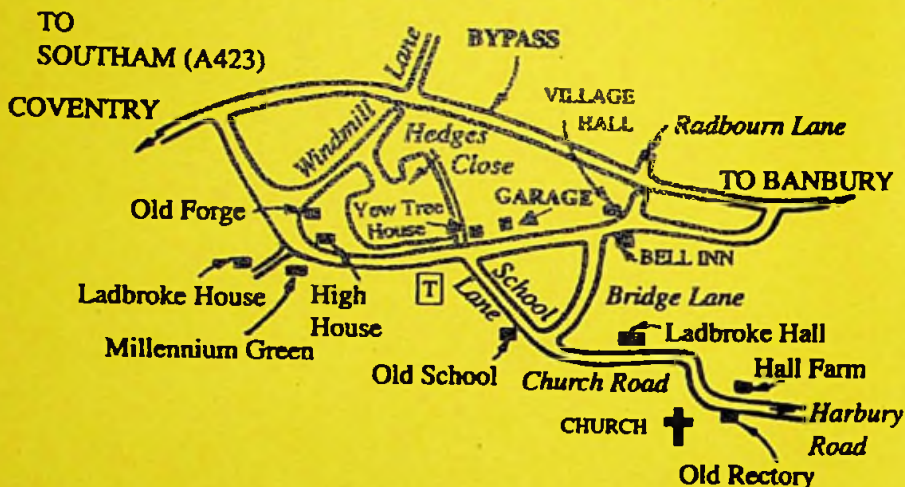 TO
SOUTHAM (A423)
COVENTRY
BYPASS
Lane
Windmill
VILLAGE
HALL
Radbourn Lane
Hedges
Close
TO BANBURY
GARAGE
Old Forge
Yew Tree
House
BELL INN
Ladbroke House
High
House
T
School
Lane
Bridge Lane
Millennium Green
Ladbroke Hall
Old School
Church Road
Hall Farm
CHURCH
Harbury
Road
Old Rectory